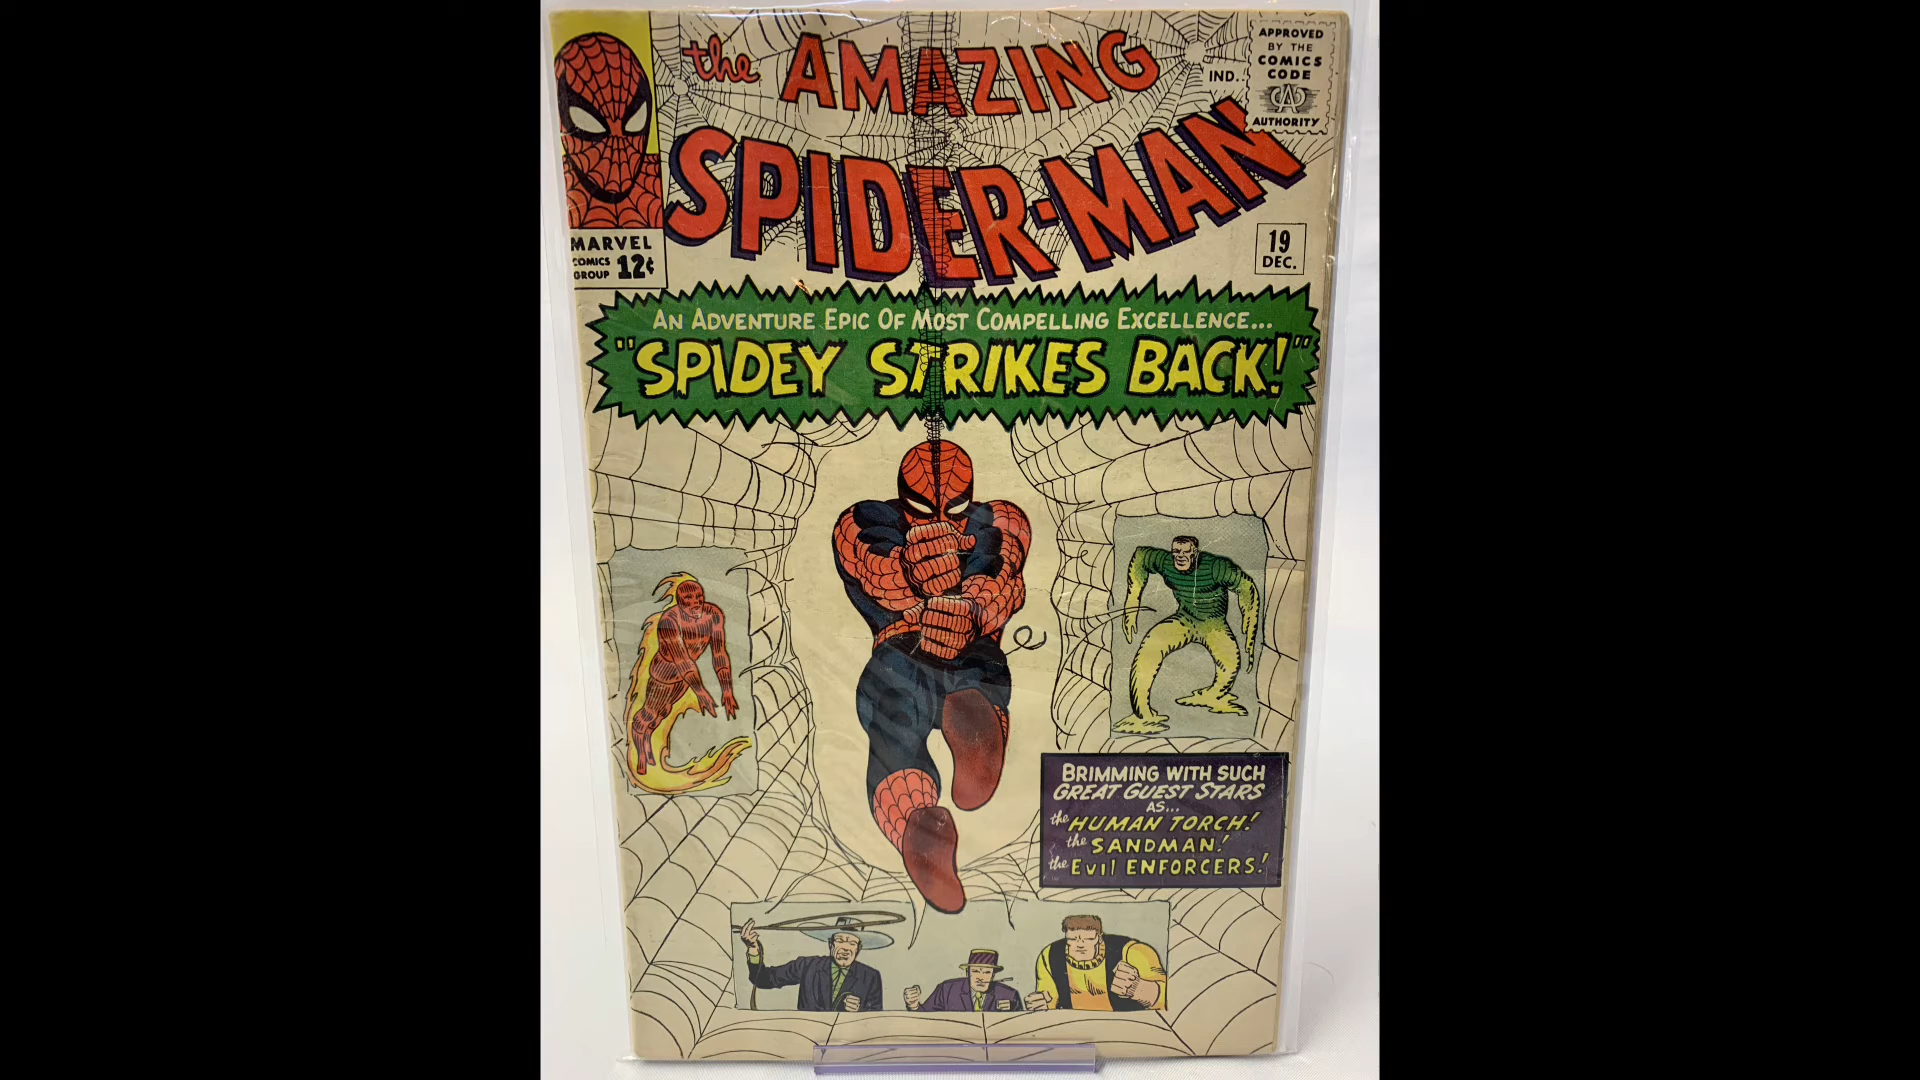 the AMAZING
SPIDER-MAN
APPROVED
BY THE
COMICS
CODE
CA
AUTHORITY
IND.
MARVEL
COMICS
GROUP 12¢
19
DEC.
AN ADVENTURE EPIC OF MOST COMPELLING EXCELLENCE...
"SPIDEY STRIKES BACK!"
BRIMMING WITH SUCH
GREAT GUEST STARS
AS...
the HUMAN TORCH!
the SANDMAN!
the EVIl ENFORCERS!